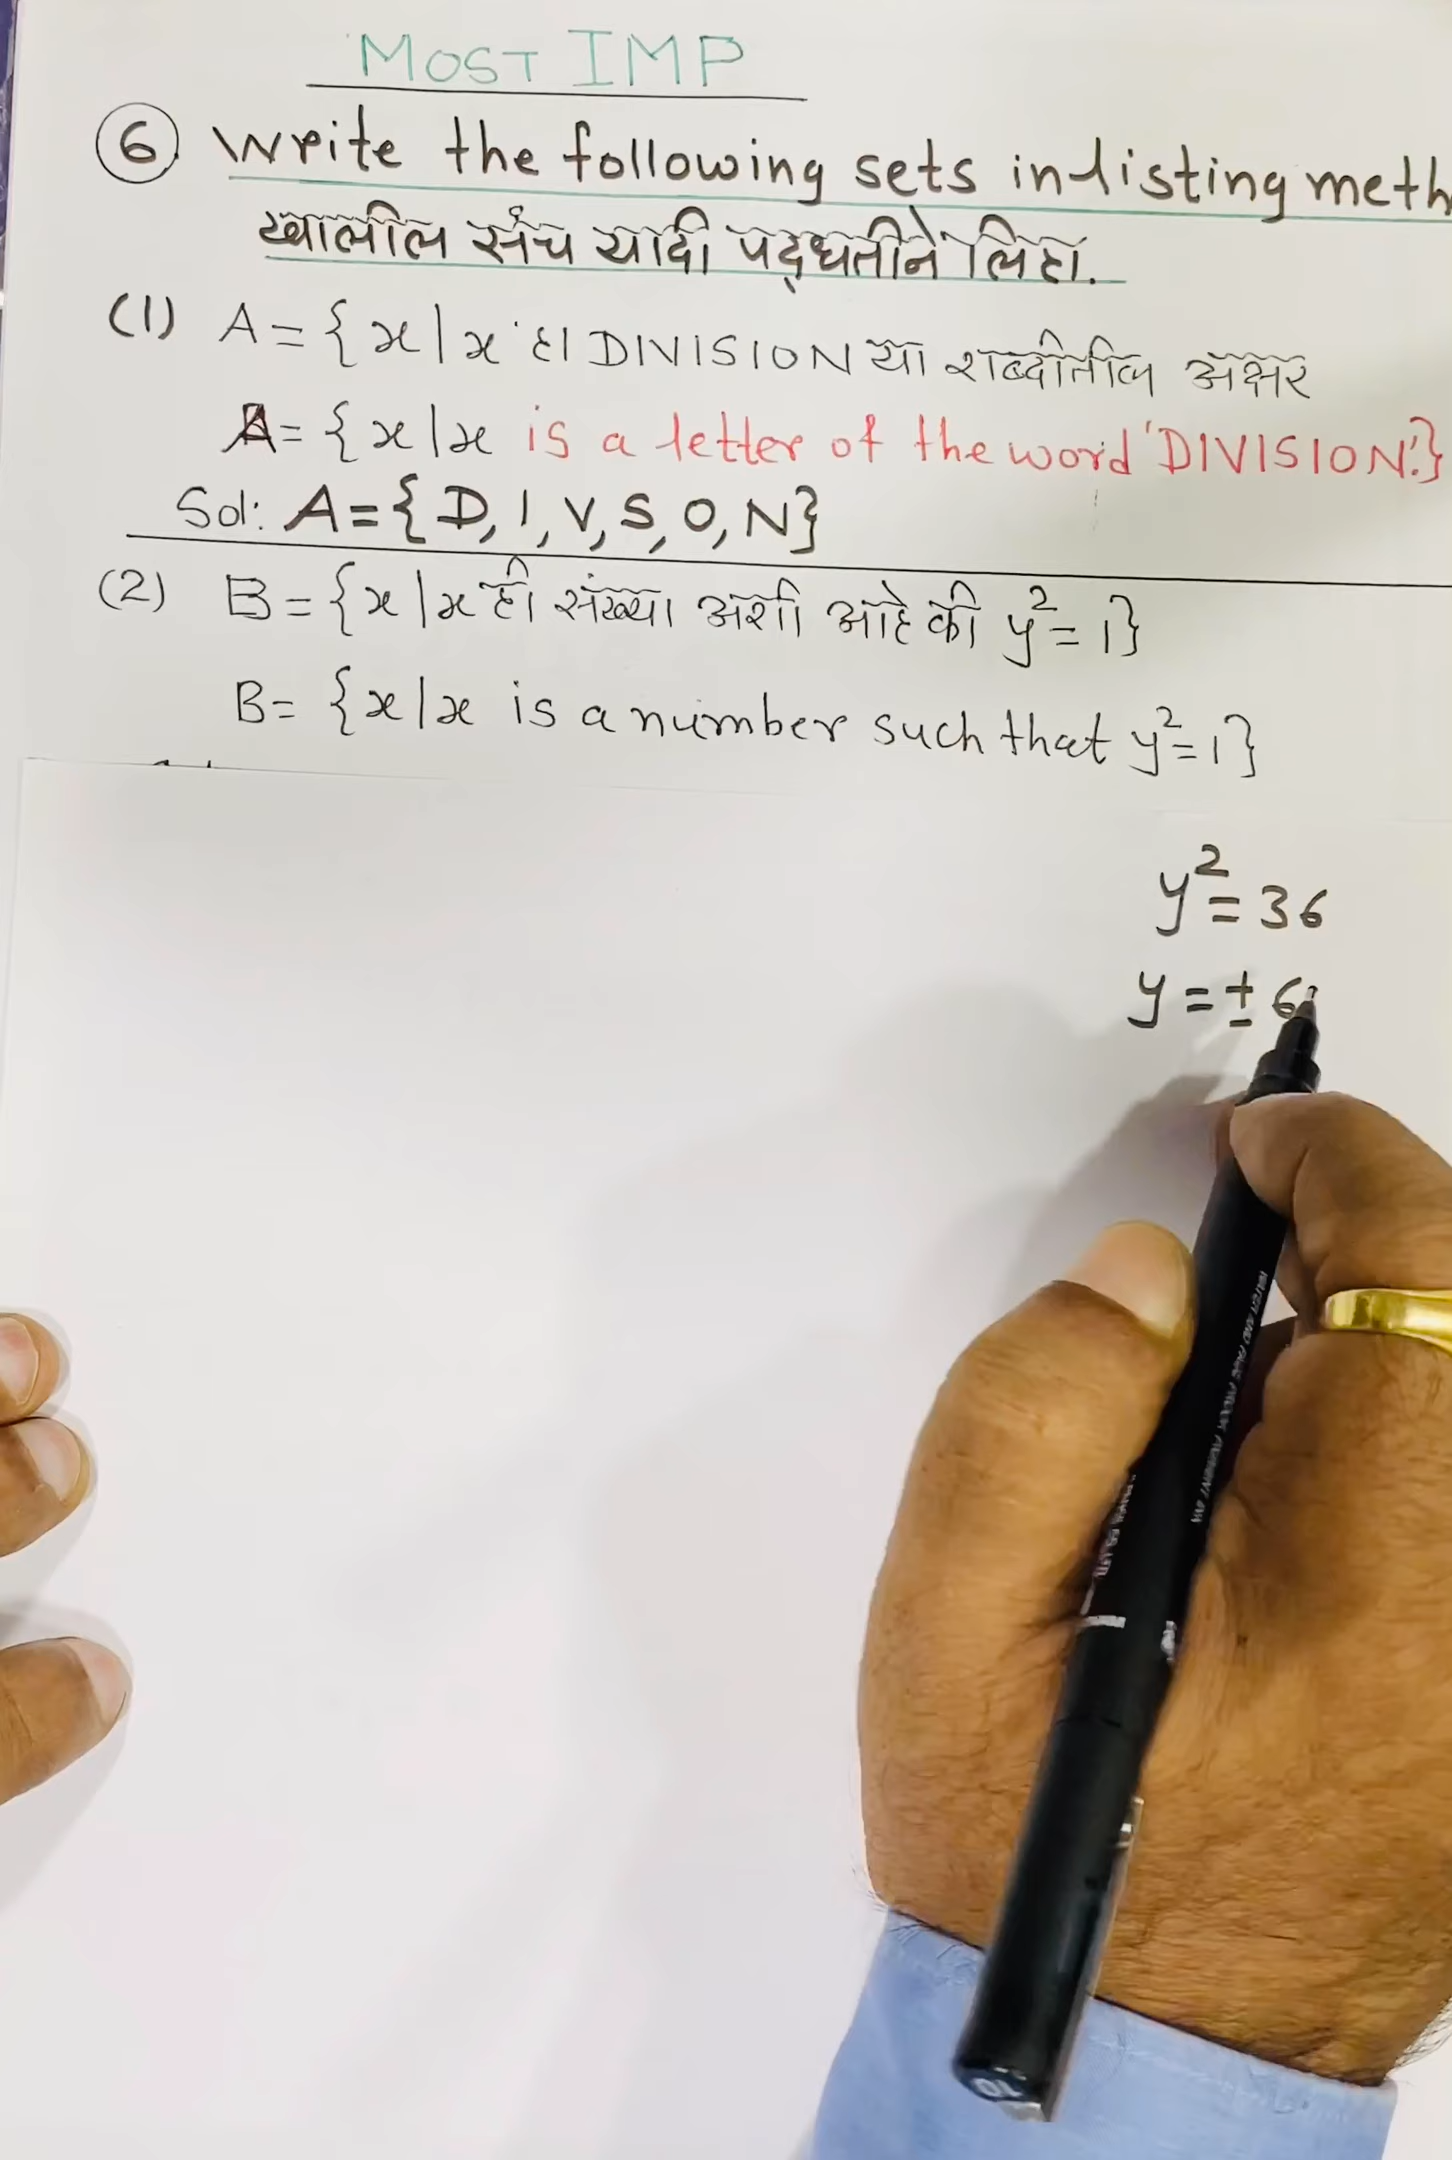 MOST IMP
6 Write the following sets in listing meth
खालील संच यादी पद्धतीने लिहा.
(1) A = {x | x हा DIVISION या शब्दातील अक्षर
A = {x | x is a letter of the word 'DIVISION'.}
Sol: A = {D, I, V, S, O, N}
(2) B = {x | x ही संख्या अशी आहे की y² = 1}
B = {x | x is a number such that y² = 1}
y² = 36
y = ± 6